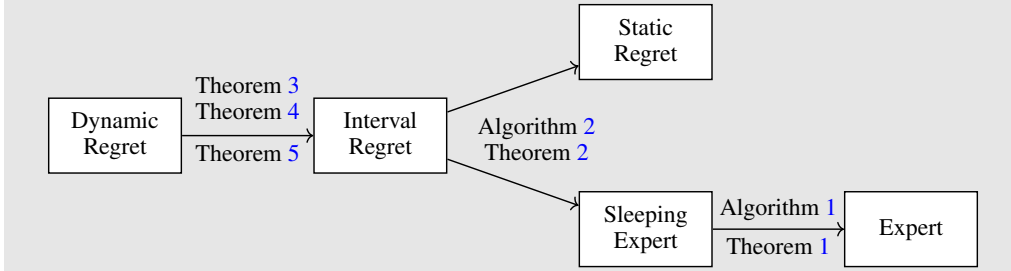 Static
Regret
Theorem 3
Theorem 4
Dynamic
Regret
Interval
Regret
Algorithm 2
Theorem 2
Theorem 5
Sleeping
Expert
Algorithm 1
Expert
Theorem 1